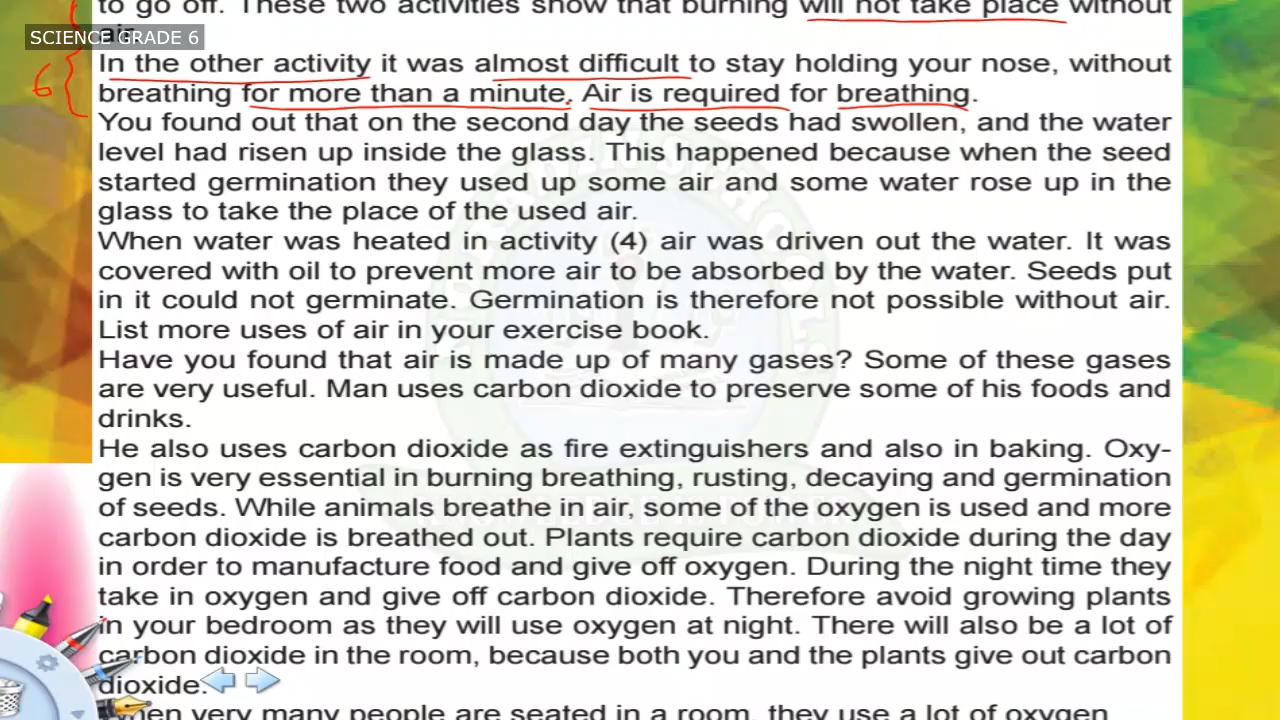 to go off. These two activities show that burning will not take place without
air.
SCIENCE GRADE 6
In the other activity it was almost difficult to stay holding your nose, without
6
breathing for more than a minute. Air is required for breathing.
You found out that on the second day the seeds had swollen, and the water
level had risen up inside the glass. This happened because when the seed
started germination they used up some air and some water rose up in the
glass to take the place of the used air.
When water was heated in activity (4) air was driven out the water. It was
covered with oil to prevent more air to be absorbed by the water. Seeds put
in it could not germinate. Germination is therefore not possible without air.
List more uses of air in your exercise book.
Have you found that air is made up of many gases? Some of these gases
are very useful. Man uses carbon dioxide to preserve some of his foods and
drinks.
He also uses carbon dioxide as fire extinguishers and also in baking. Oxy-
gen is very essential in burning breathing, rusting, decaying and germination
of seeds. While animals breathe in air, some of the oxygen is used and more
carbon dioxide is breathed out. Plants require carbon dioxide during the day
in order to manufacture food and give off oxygen. During the night time they
take in oxygen and give off carbon dioxide. Therefore avoid growing plants
in your bedroom as they will use oxygen at night. There will also be a lot of
carbon dioxide in the room, because both you and the plants give out carbon
dioxide.
When very many people are seated in a room, they use a lot of oxygen